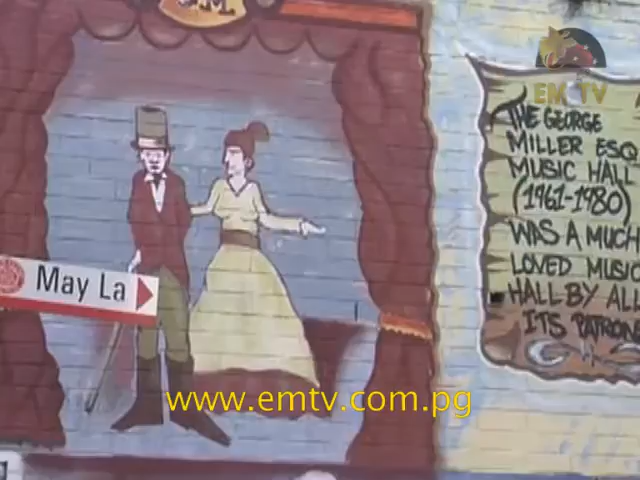 EMTV
THE GEORGE
MILLER ESQ
MUSIC HALL
(1961-1980)
WAS A MUCH
LOVED MUSIC
HALL BY ALL
ITS PATRONS
May La
www.emtv.com.pg